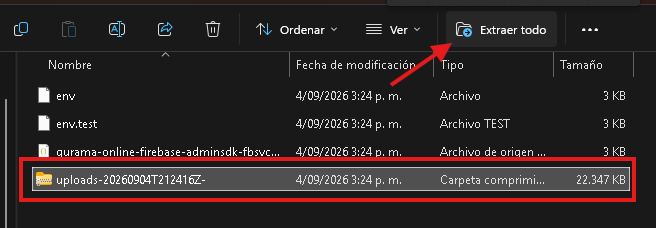 Ordenar Ver Extraer todo
Nombre Fecha de modificación Tipo Tamaño
env 4/09/2026 3:24 p. m. Archivo 3 KB
env.test 4/09/2026 3:24 p. m. Archivo TEST 3 KB
qurama-online-firebase-adminsdk-fbsvc... 4/09/2026 3:24 p. m. Archivo de origen ... 3 KB
uploads-20260904T212416Z- 4/09/2026 3:24 p. m. Carpeta comprimi... 22.347 KB